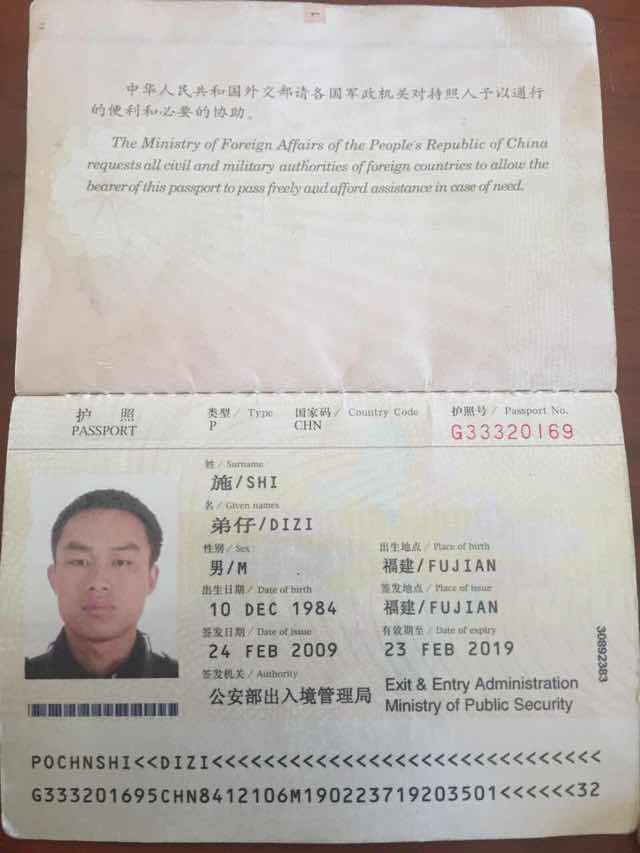 中华人民共和国外交部请各国军政机关对持照人予以通行
的便利和必要的协助。
The Ministry of Foreign Affairs of the People's Republic of China
requests all civil and military authorities of foreign countries to allow the
bearer of this passport to pass freely and afford assistance in case of need.
护 照
PASSPORT
类型 / Type
P
国家码 / Country Code
CHN
护照号 / Passport No.
G33320169
姓 / Surname
施/SHI
名 / Given names
弟仔/DIZI
性别 / Sex
男/M
出生地点 / Place of birth
福建/FUJIAN
出生日期 / Date of birth
10 DEC 1984
签发地点 / Place of issue
福建/FUJIAN
签发日期 / Date of issue
24 FEB 2009
有效期至 / Date of expiry
23 FEB 2019
签发机关 / Authority
公安部出入境管理局
Exit & Entry Administration
Ministry of Public Security
30892383
POCHNSHI<<DIZI<<<<<<<<<<<<<<<<<<<<<<<<<<<<<<
G333201695CHN8412106M190223719203501<<<<<<32